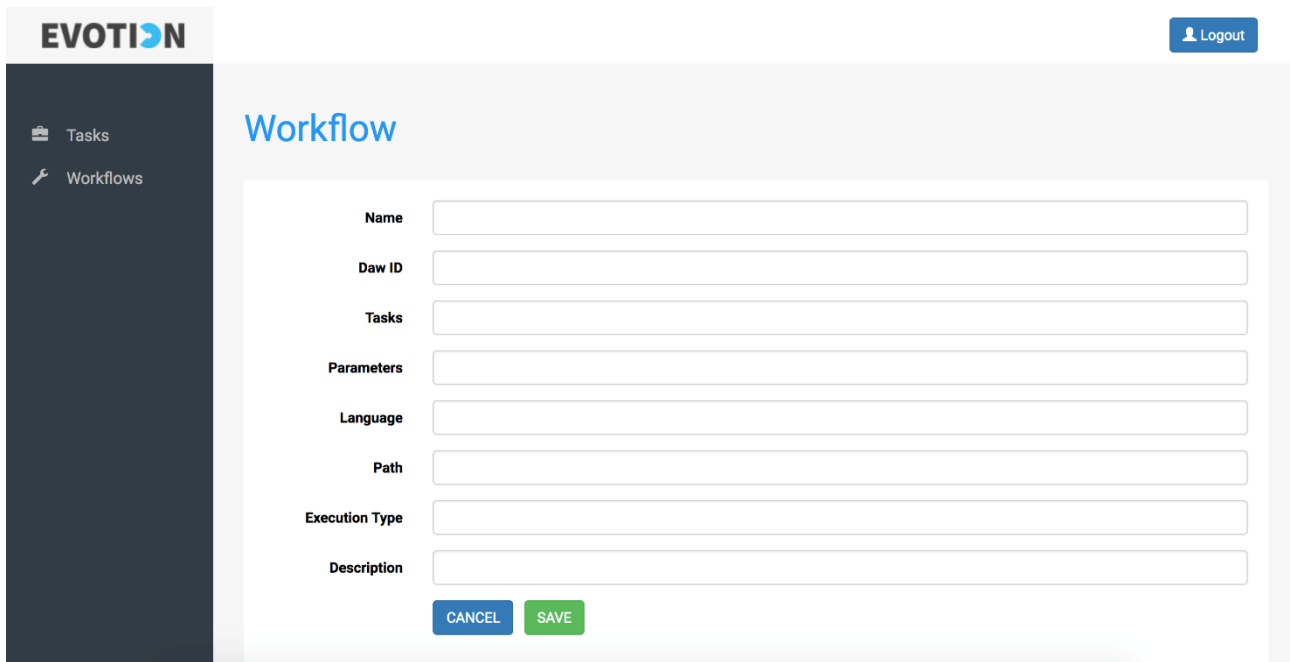 EVOTION
Logout
Tasks
Workflows
Workflow
Name
Daw ID
Tasks
Parameters
Language
Path
Execution Type
Description
CANCEL SAVE